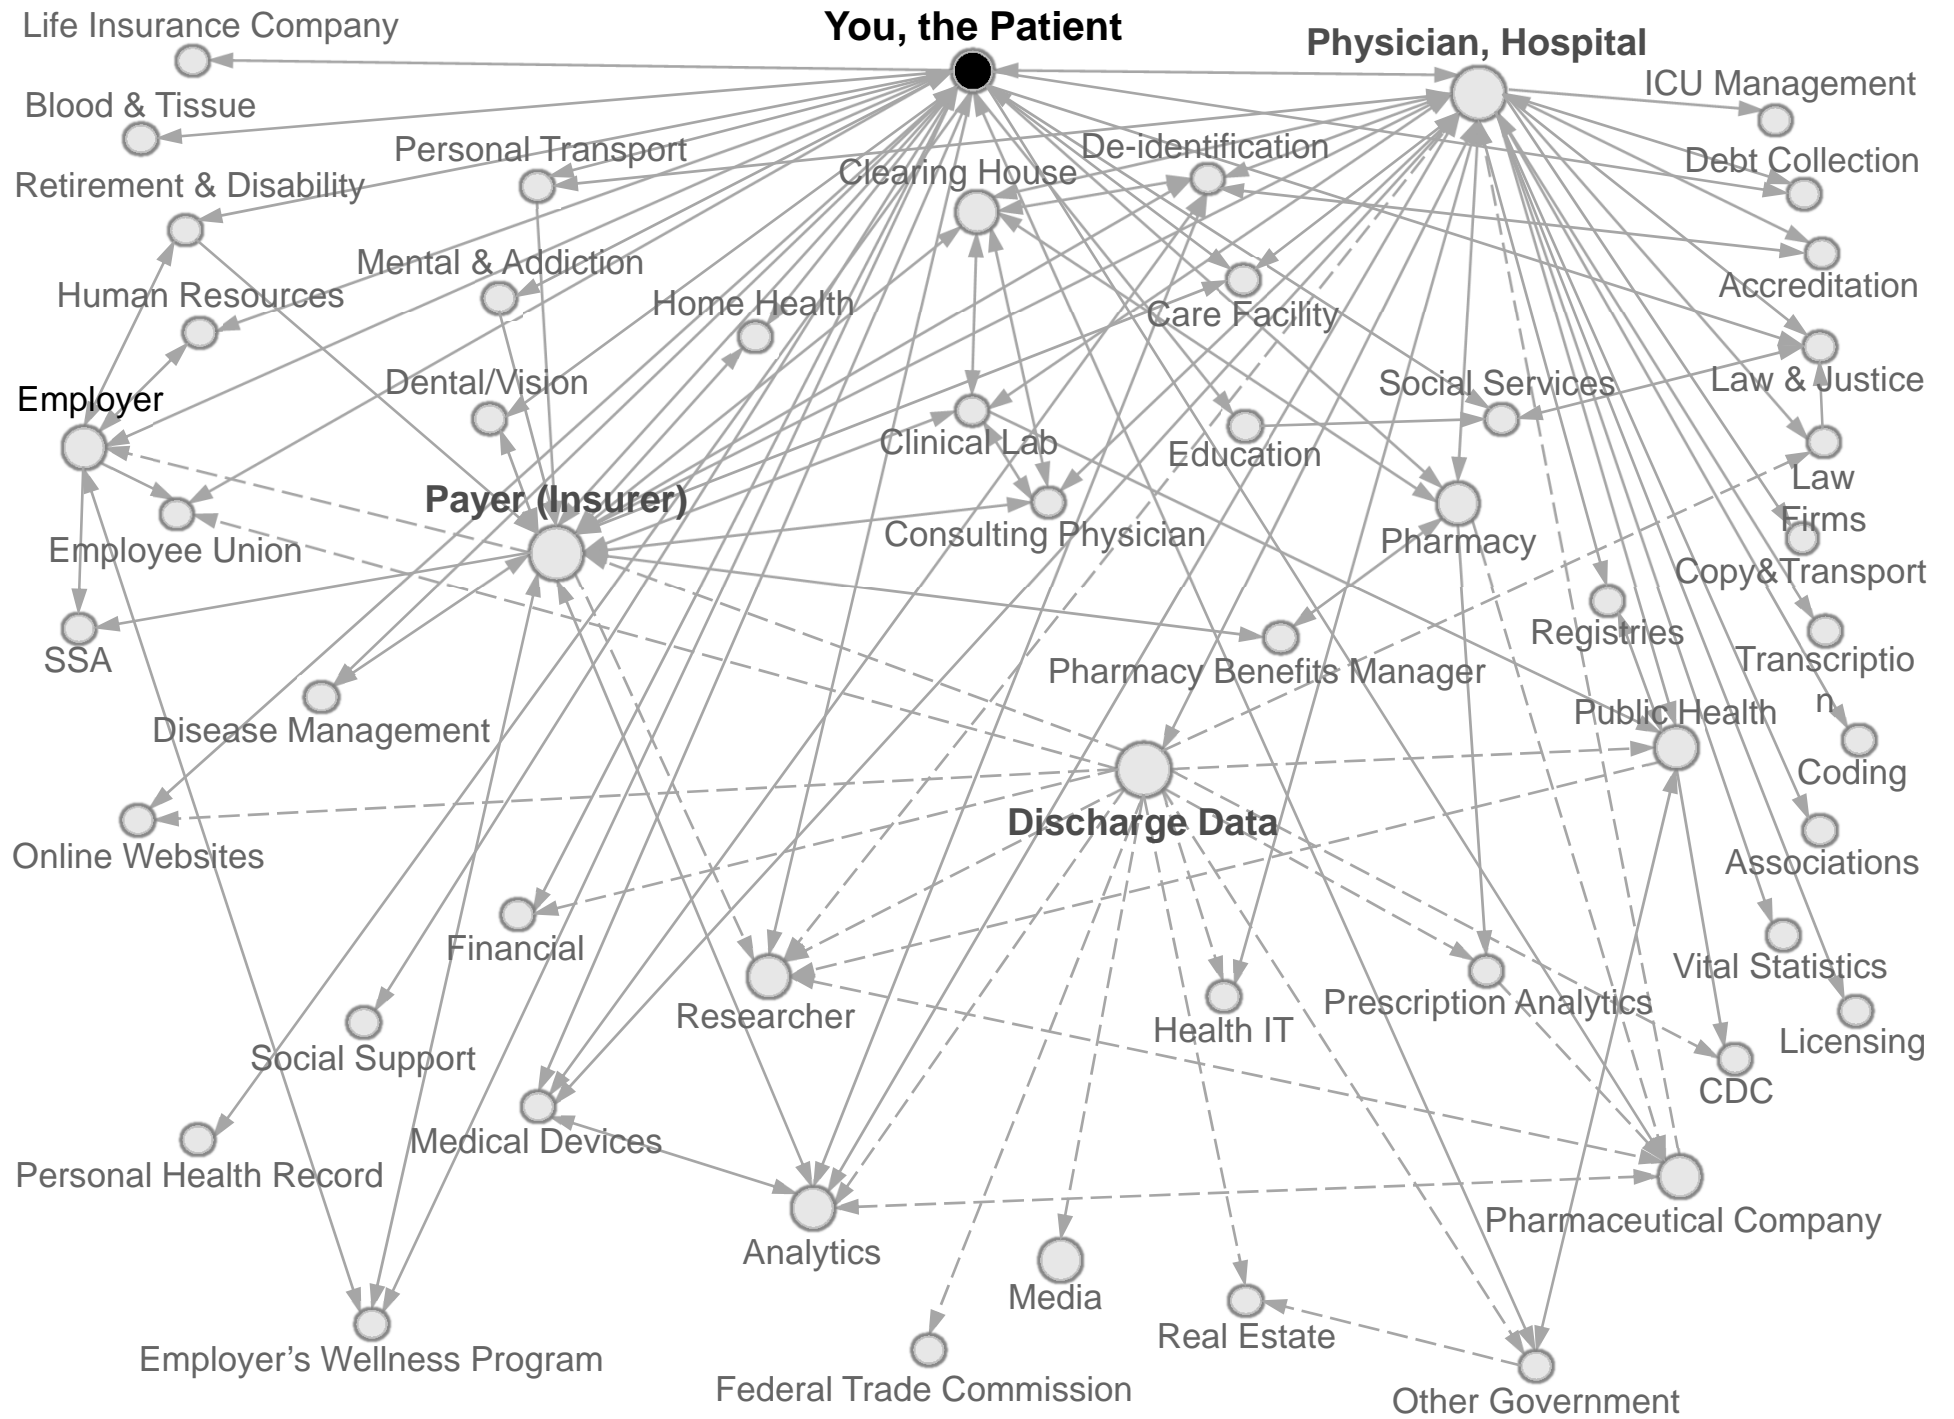 Life Insurance Company
You, the Patient
Physician, Hospital
ICU Management
Blood & Tissue
Personal Transport
De-identification
Debt Collection
Clearing House
Retirement & Disability
Mental & Addiction
Accreditation
Human Resources
Home Health
Care Facility
Dental/Vision
Social Services
Law & Justice
Employer
Clinical Lab
Education
Payer (Insurer)
Law
Firms
Consulting Physician
Pharmacy
Employee Union
Copy&Transport
SSA
Pharmacy Benefits Manager
Registries
Transcriptio
n
Disease Management
Public Health
Coding
Discharge Data
Online Websites
Associations
Financial
Vital Statistics
Researcher
Health IT
Prescription Analytics
Licensing
Social Support
CDC
Medical Devices
Personal Health Record
Pharmaceutical Company
Analytics
Media
Real Estate
Employer’s Wellness Program
Federal Trade Commission
Other Government